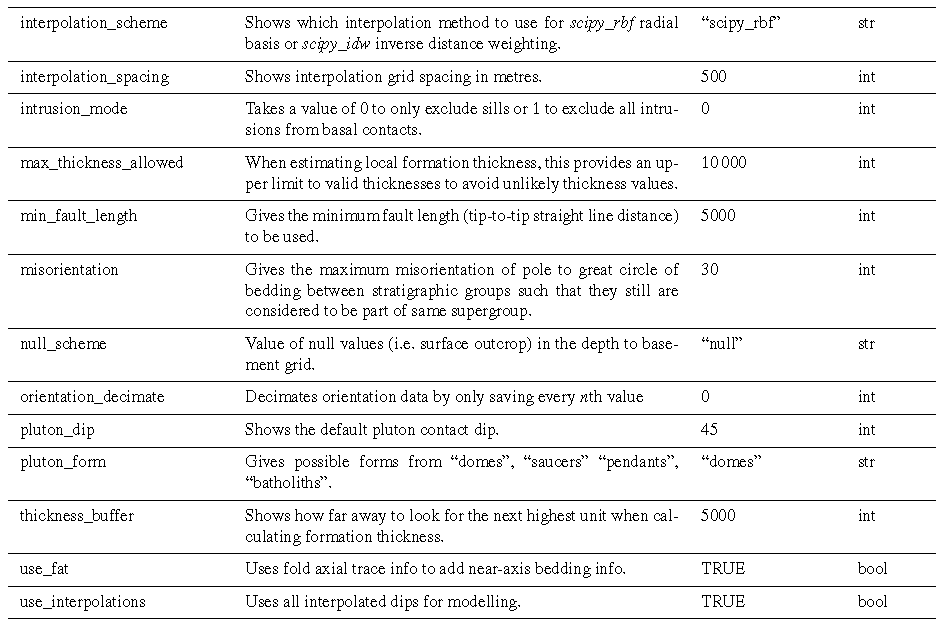 interpolation_scheme Shows which interpolation method to use for scipy_rbf radial “scipy_rbf” str
basis or scipy_idw inverse distance weighting.
interpolation_spacing Shows interpolation grid spacing in metres. 500 int
intrusion_mode Takes a value of 0 to only exclude sills or 1 to exclude all intru- 0 int
sions from basal contacts.
max_thickness_allowed When estimating local formation thickness, this provides an up- 10 000 int
per limit to valid thicknesses to avoid unlikely thickness values.
min_fault_length Gives the minimum fault length (tip-to-tip straight line distance) 5000 int
to be used.
misorientation Gives the maximum misorientation of pole to great circle of 30 int
bedding between stratigraphic groups such that they still are
considered to be part of same supergroup.
null_scheme Value of null values (i.e. surface outcrop) in the depth to base- “null” str
ment grid.
orientation_decimate Decimates orientation data by only saving every nth value 0 int
pluton_dip Shows the default pluton contact dip. 45 int
pluton_form Gives possible forms from “domes”, “saucers” “pendants”, “domes” str
“batholiths”.
thickness_buffer Shows how far away to look for the next highest unit when cal- 5000 int
culating formation thickness.
use_fat Uses fold axial trace info to add near-axis bedding info. TRUE bool
use_interpolations Uses all interpolated dips for modelling. TRUE bool